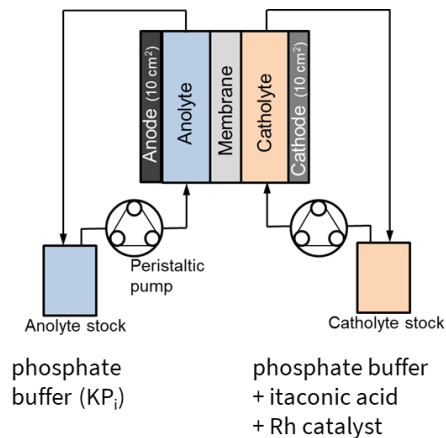 Anode (10 cm²)
Anolyte
Membrane
Catholyte
Cathode (10 cm²)
Peristaltic
pump
Anolyte stock
Catholyte stock
phosphate
buffer (KPᵢ)
phosphate buffer
+ itaconic acid
+ Rh catalyst